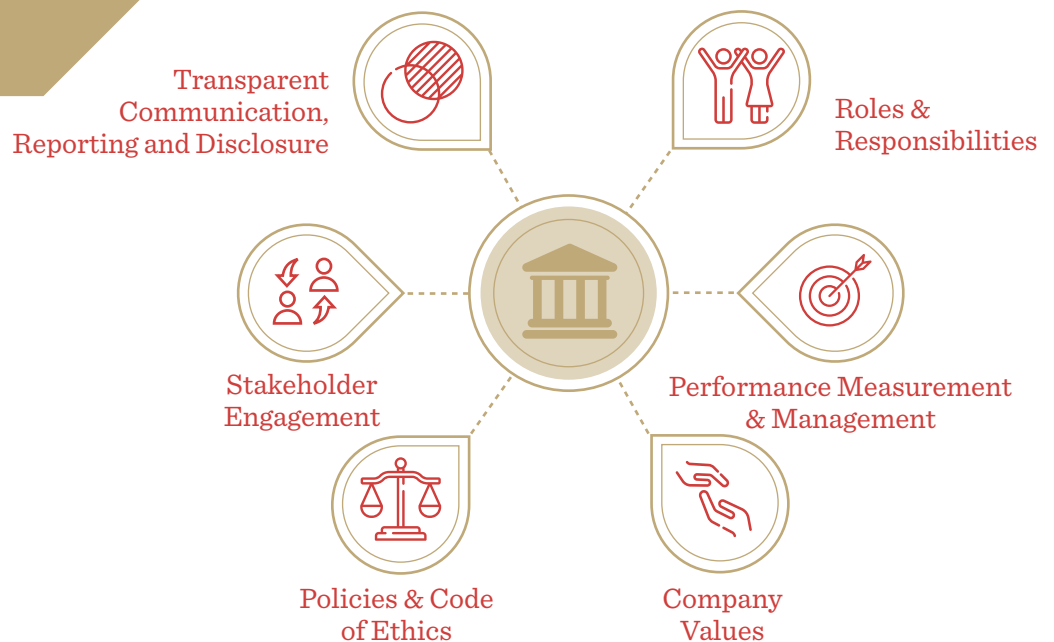 Transparent
Communication,
Reporting and Disclosure
Roles &
Responsibilities
Stakeholder
Engagement
Performance Measurement
& Management
Policies & Code
of Ethics
Company
Values